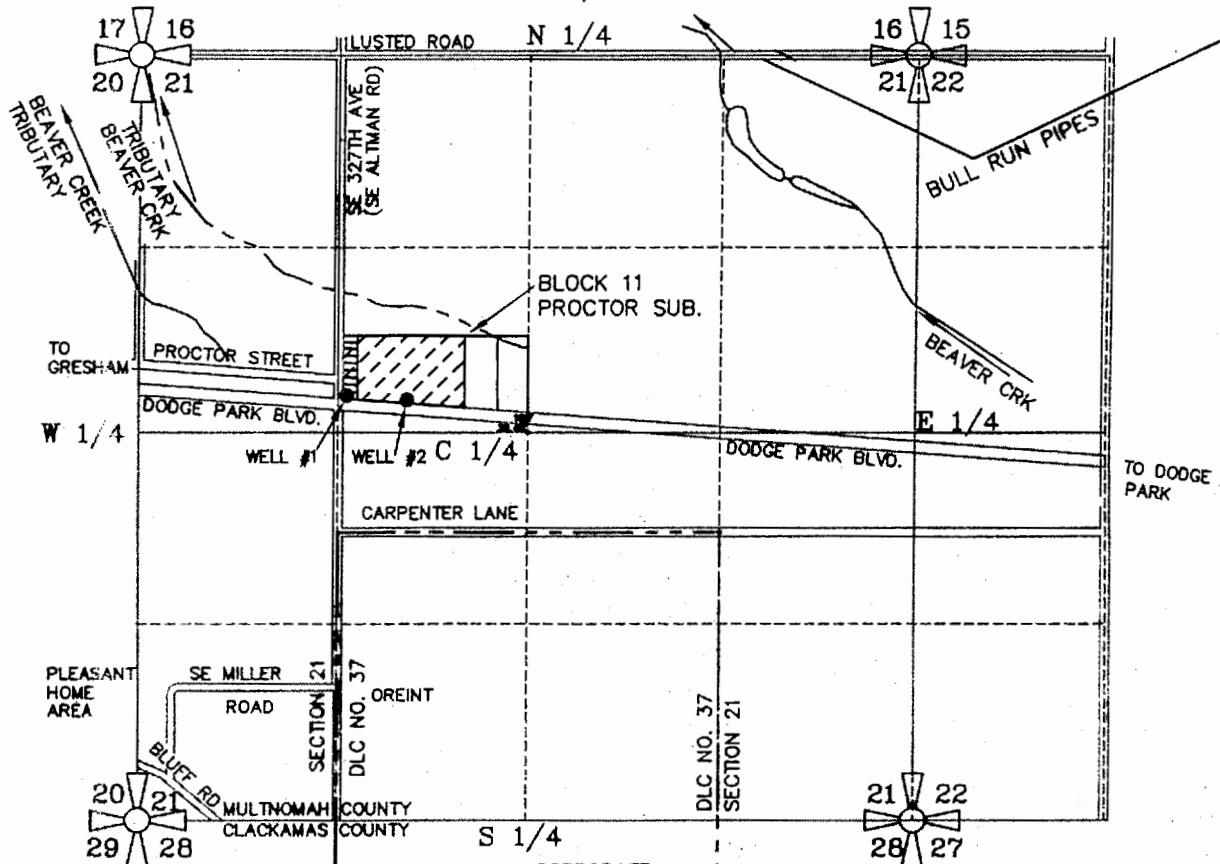 17 16
20 21
LUSTED ROAD
N 1/4
16 15
21 22
BEAVER CREEK
TRIBUTARY
TRIBUTARY
BEAVER CRK
SE 327TH AVE
(SE ALTMAN RD)
BULL RUN PIPES
BLOCK 11
PROCTOR SUB.
TO
GRESHAM
PROCTOR STREET
BEAVER CRK
DODGE PARK BLVD.
W 1/4
WELL #1
WELL #2
C 1/4
E 1/4
DODGE PARK BLVD.
TO DODGE
PARK
CARPENTER LANE
PLEASANT
HOME
AREA
SE MILLER
ROAD
SECTION 21
DLC NO. 37
OREINT
DLC NO. 37
SECTION 21
BLUFF RD
20 21
29 28
MULTNOMAH COUNTY
CLACKAMAS COUNTY
S 1/4
21 22
28 27